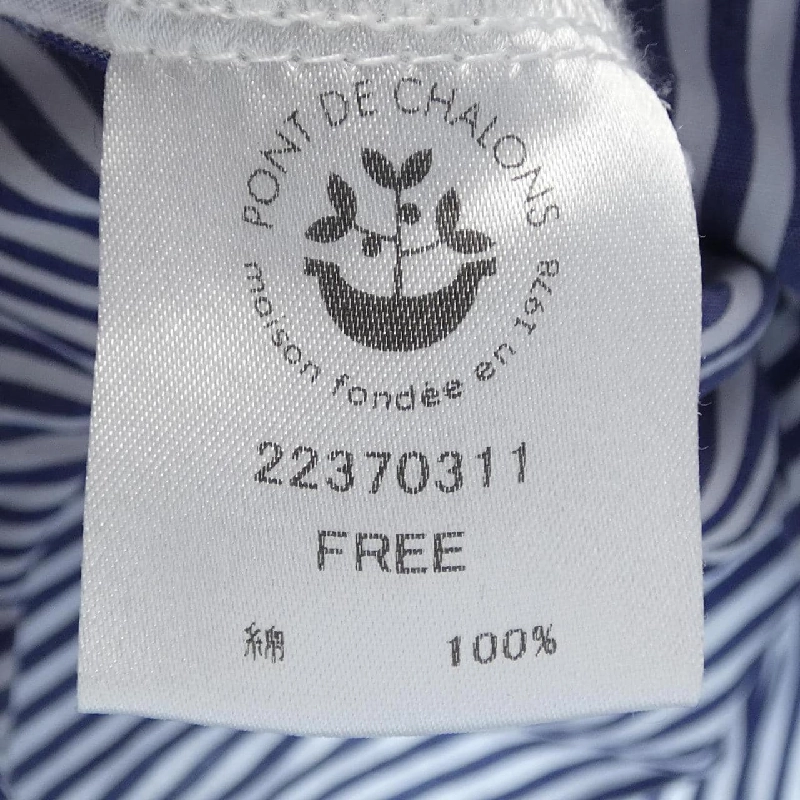 PONT DE CHALONS
maison fondée en 1978
22370311
FREE
綿 100%